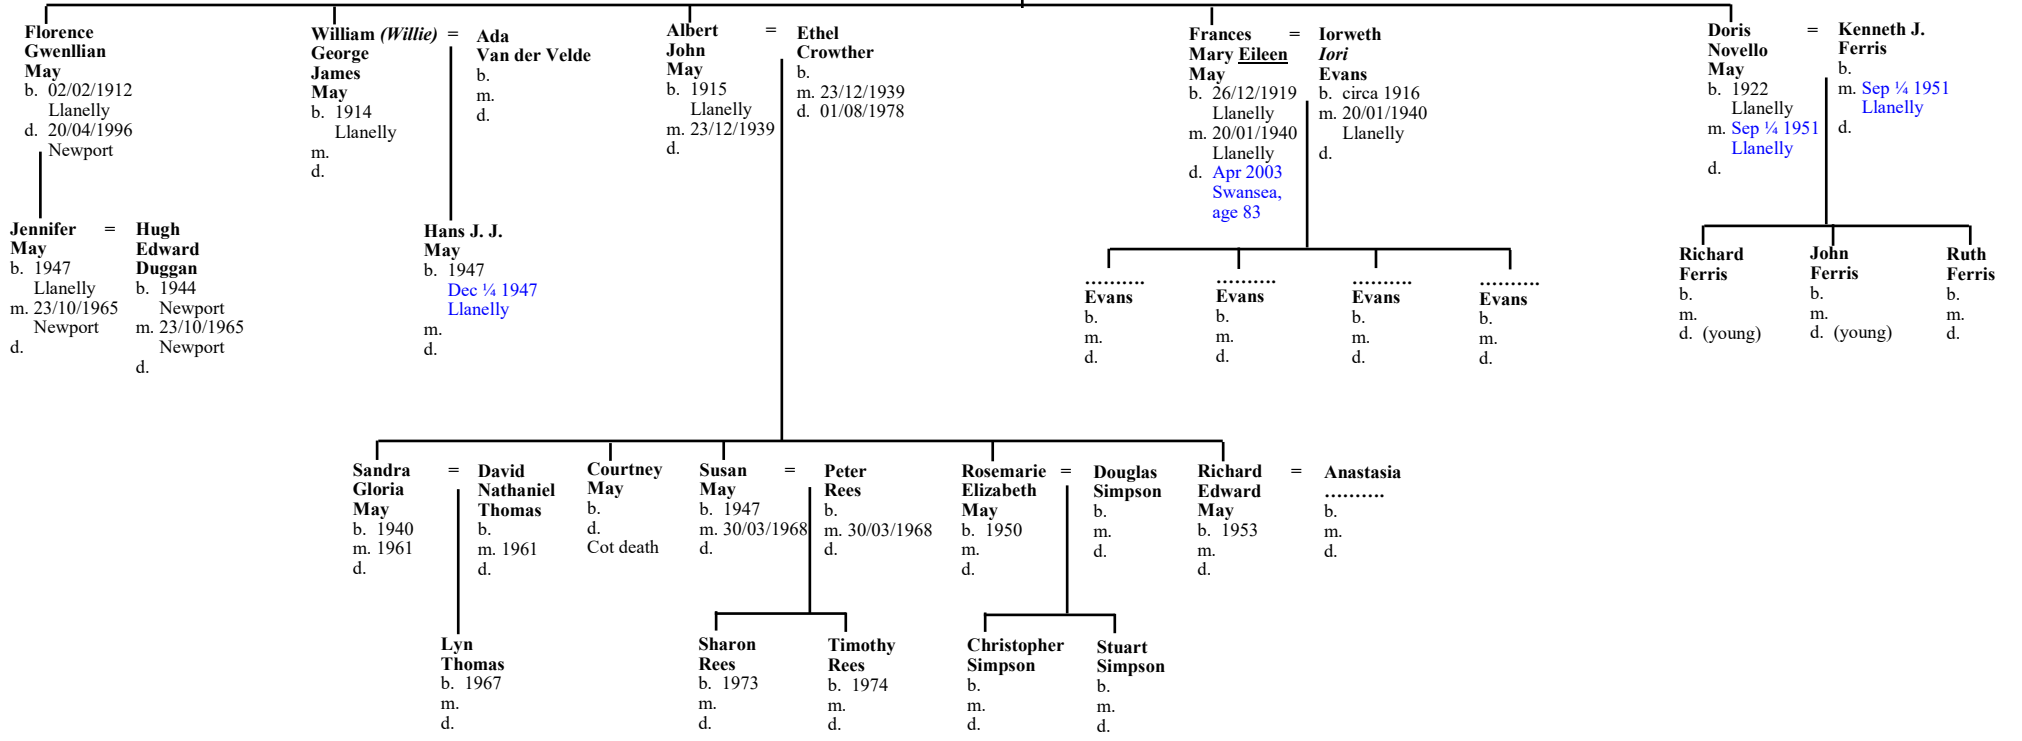 Florence
Gwenllian
May
b. 02/02/1912
Llanelly
d. 20/04/1996
Newport
William (Willie) =
George
James
May
b. 1914
Llanelly
m.
d.
Ada
Van der Velde
b.
m.
d.
Albert =
John
May
b. 1915
Llanelly
m. 23/12/1939
d.
Ethel
Crowther
b.
m. 23/12/1939
d. 01/08/1978
Frances =
Mary Eileen
May
b. 26/12/1919
Llanelly
m. 20/01/1940
Llanelly
d. Apr 2003
Swansea,
age 83
Iorweth
Iori
Evans
b. circa 1916
m. 20/01/1940
Llanelly
d.
Doris =
Novello
May
b. 1922
Llanelly
m. Sep ¼ 1951
Llanelly
d.
Kenneth J.
Ferris
b.
m. Sep ¼ 1951
Llanelly
d.
Jennifer =
May
b. 1947
Llanelly
m. 23/10/1965
Newport
d.
Hugh
Edward
Duggan
b. 1944
Newport
m. 23/10/1965
Newport
d.
Hans J. J.
May
b. 1947
Dec ¼ 1947
Llanelly
m.
d.
……….
Evans
b.
m.
d.
……….
Evans
b.
m.
d.
……….
Evans
b.
m.
d.
……….
Evans
b.
m.
d.
Richard
Ferris
b.
m.
d. (young)
John
Ferris
b.
m.
d. (young)
Ruth
Ferris
b.
m.
d.
Sandra =
Gloria
May
b. 1940
m. 1961
d.
David
Nathaniel
Thomas
b.
m. 1961
d.
Courtney
May
b.
d.
Cot death
Susan =
May
b. 1947
m. 30/03/1968
d.
Peter
Rees
b.
m. 30/03/1968
d.
Rosemarie =
Elizabeth
May
b. 1950
m.
d.
Douglas
Simpson
b.
m.
d.
Richard =
Edward
May
b. 1953
m.
d.
Anastasia
……….
b.
m.
d.
Lyn
Thomas
b. 1967
m.
d.
Sharon
Rees
b. 1973
m.
d.
Timothy
Rees
b. 1974
m.
d.
Christopher
Simpson
b.
m.
d.
Stuart
Simpson
b.
m.
d.